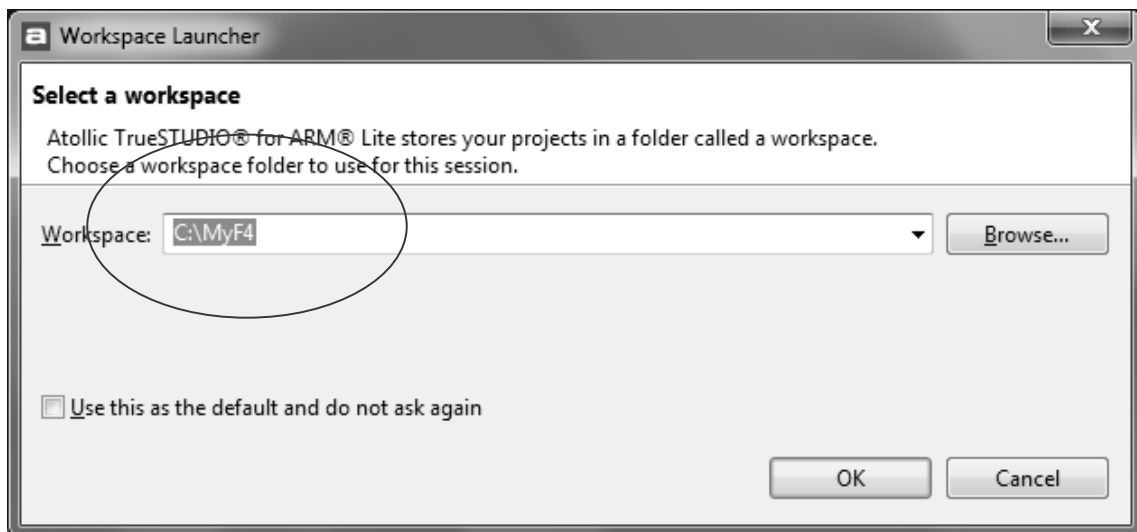 Workspace Launcher
Select a workspace
Atollic TrueSTUDIO® for ARM® Lite stores your projects in a folder called a workspace.
Choose a workspace folder to use for this session.
Workspace: C:\MyF4 Browse...
Use this as the default and do not ask again
OK Cancel